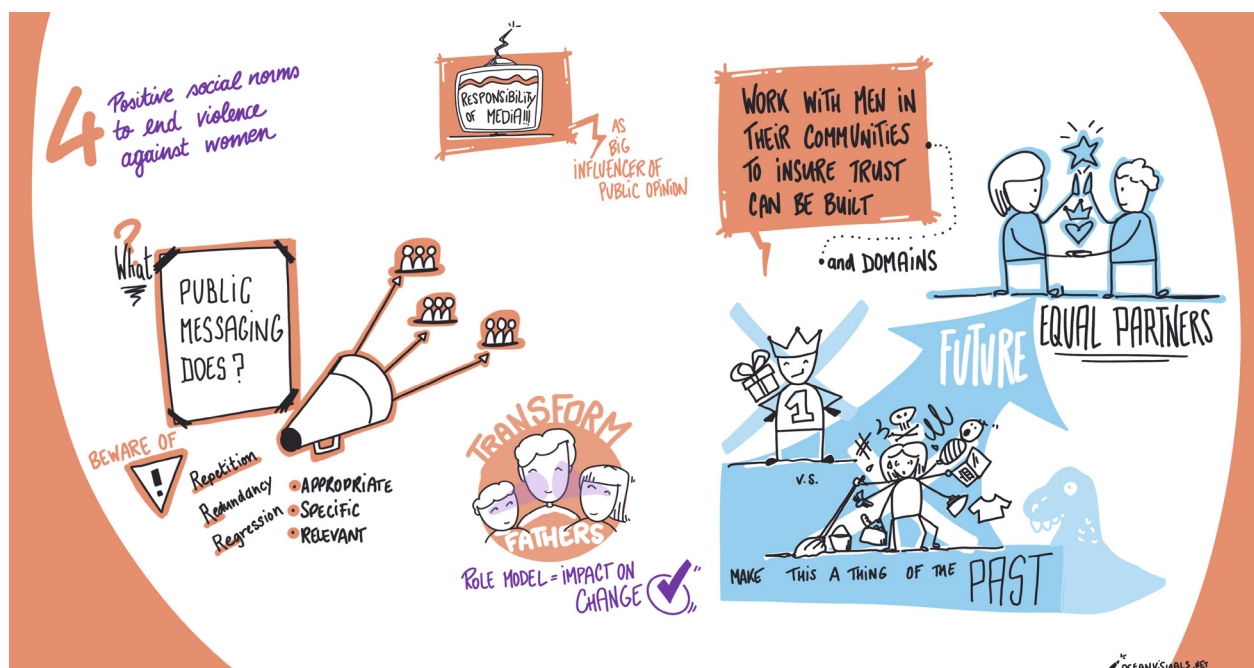 4
Positive social norms
to end violence
against women
RESPONSIBILITY
OF MEDIA!!!
AS
BIG
INFLUENCER OF
PUBLIC OPINION
WORK WITH MEN IN
THEIR COMMUNITIES
TO INSURE TRUST
CAN BE BUILT
and DOMAINS
?
What
PUBLIC
MESSAGING
DOES?
BEWARE OF
!
Repetition
Redundancy
Regression
• APPROPRIATE
• SPECIFIC
• RELEVANT
TRANSFORM
FATHERS
ROLE MODEL = IMPACT ON
CHANGE
EQUAL PARTNERS
FUTURE
1
V.S.
MAKE THIS A THING OF THE PAST
OCEANVISUALS.NET